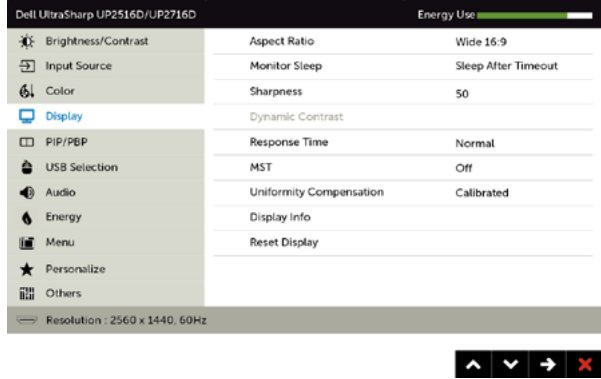 Dell UltraSharp UP2516D/UP2716D Energy Use
Brightness/Contrast
Input Source
Color
Display
PIP/PBP
USB Selection
Audio
Energy
Menu
Personalize
Others
Aspect Ratio Wide 16:9
Monitor Sleep Sleep After Timeout
Sharpness 50
Dynamic Contrast
Response Time Normal
MST Off
Uniformity Compensation Calibrated
Display Info
Reset Display
Resolution : 2560 x 1440, 60Hz